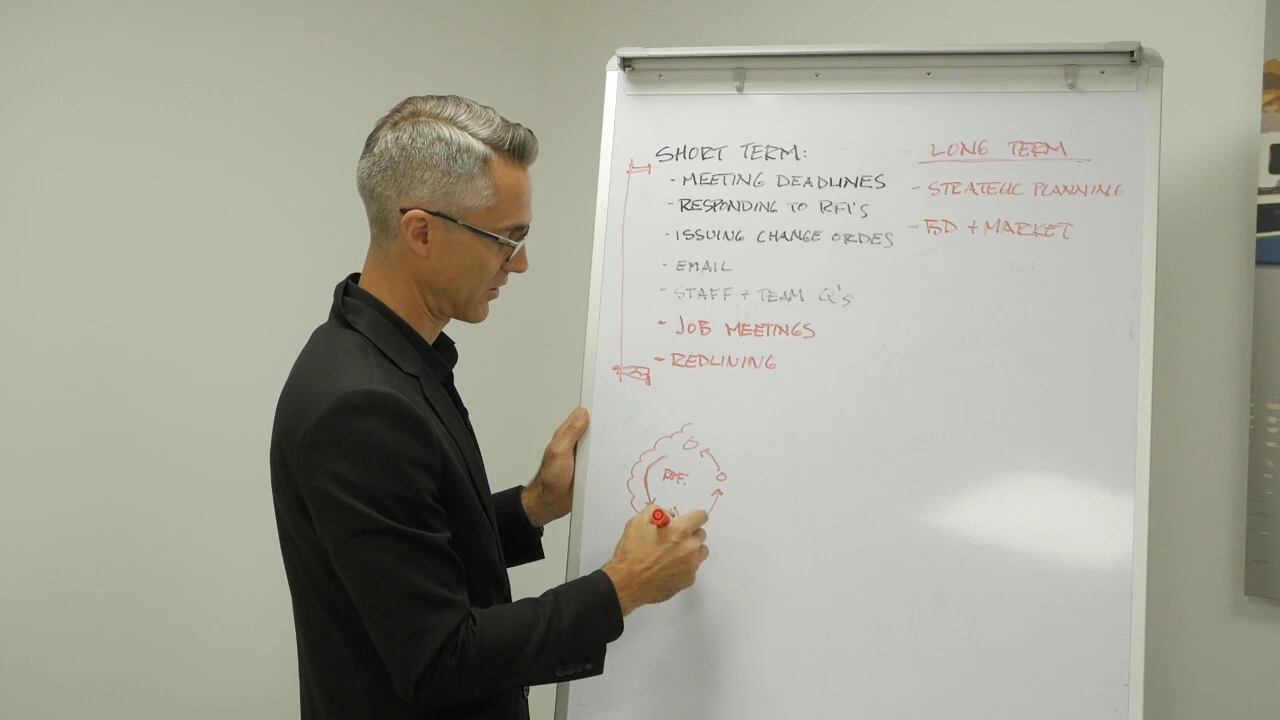 SHORT TERM:
- MEETING DEADLINES
- RESPONDING TO RFI'S
- ISSUING CHANGE ORDES
- EMAIL
- STAFF + TEAM Q'S
- JOB MEETINGS
- REDLINING
LONG TERM
- STRATEGIC PLANNING
- BD + MARKET